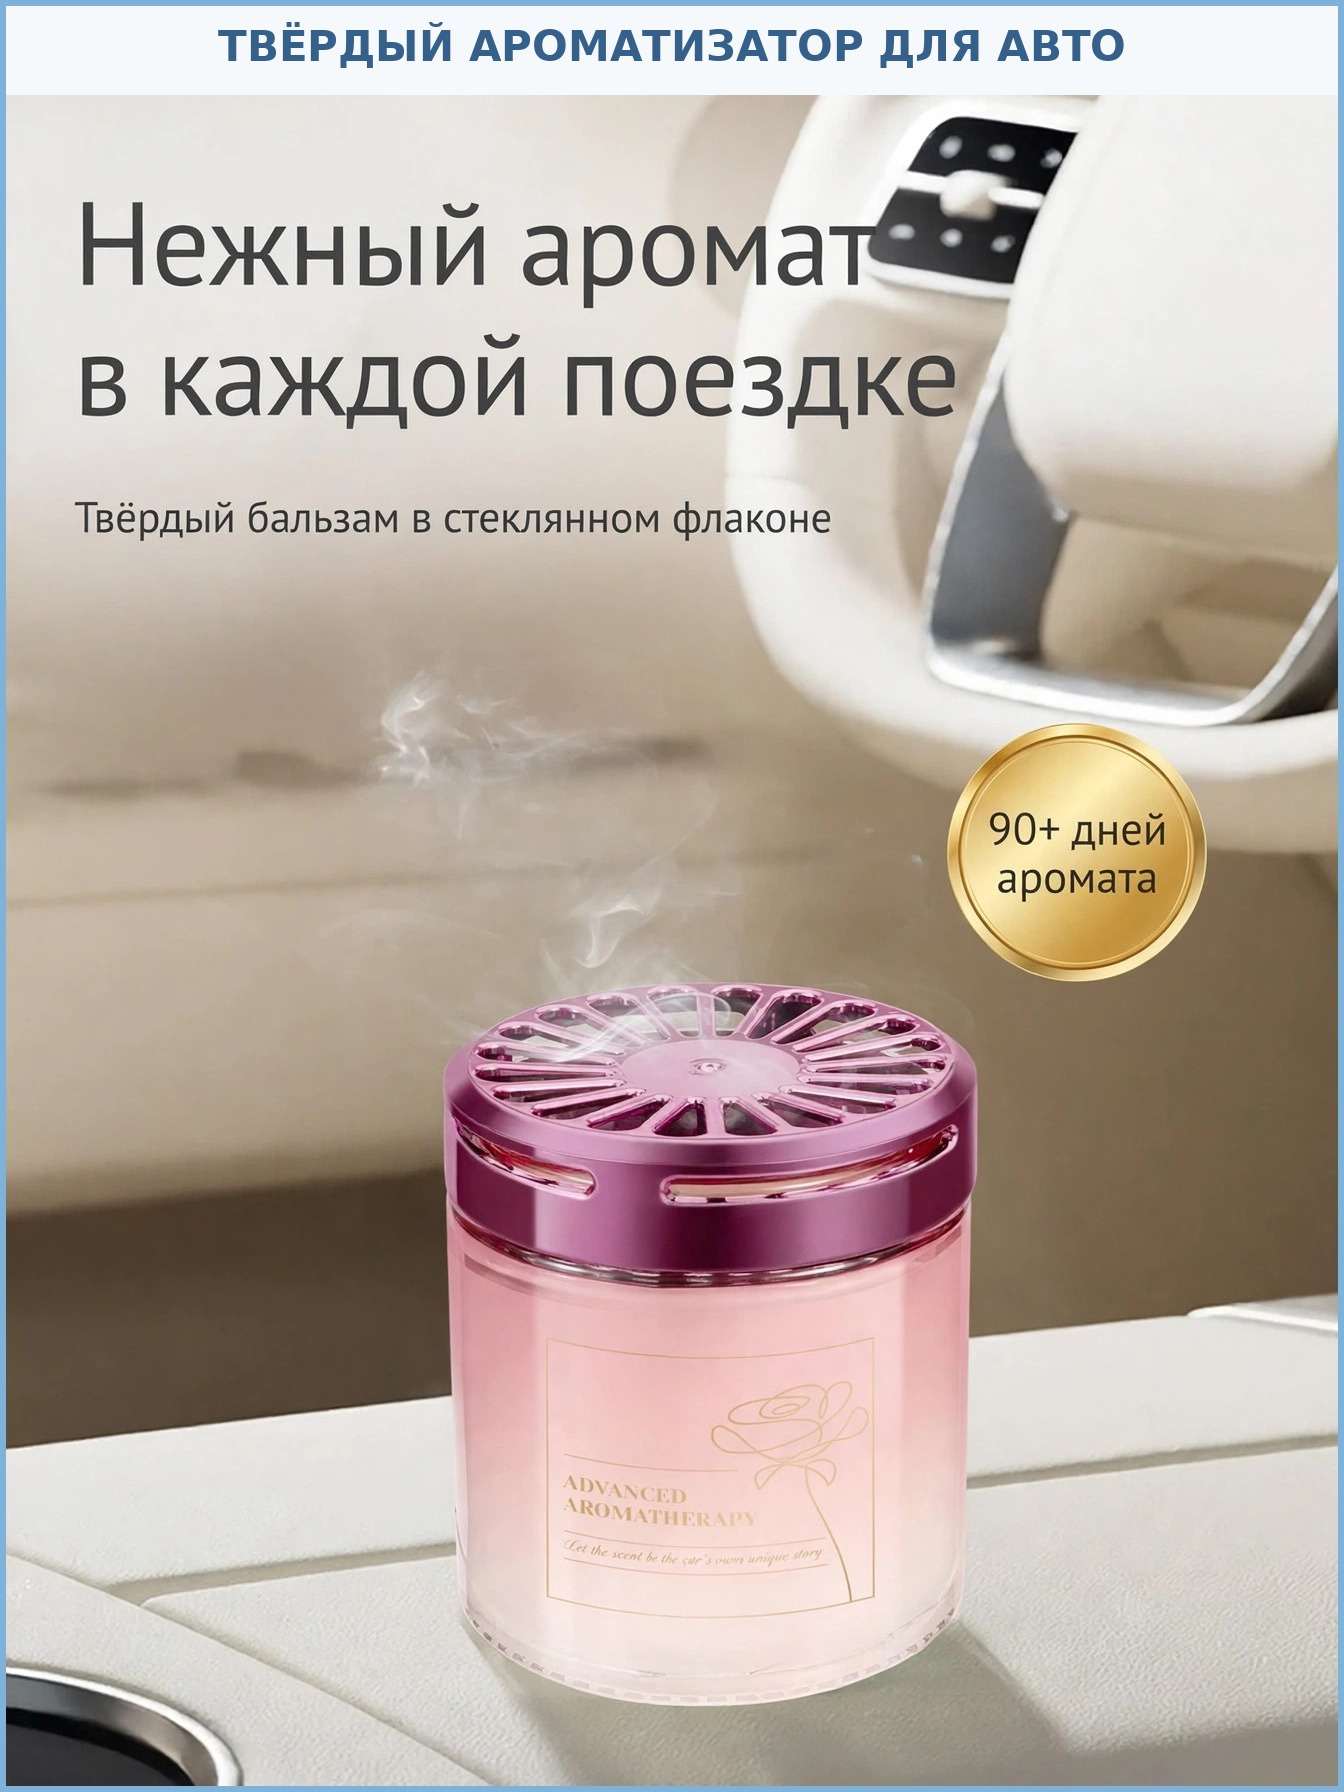 ТВЁРДЫЙ АРОМАТИЗАТОР ДЛЯ АВТО
Нежный аромат
в каждой поездке
Твёрдый бальзам в стеклянном флаконе
90+ дней
аромата
ADVANCED
AROMATHERAPY
Let the scent be the car's own unique story